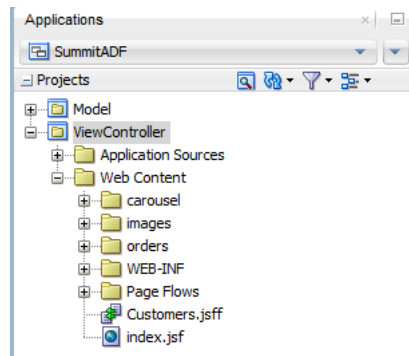 Applications
SummitADF
Projects
Model
ViewController
Application Sources
Web Content
carousel
images
orders
WEB-INF
Page Flows
Customers.jsff
index.jsf